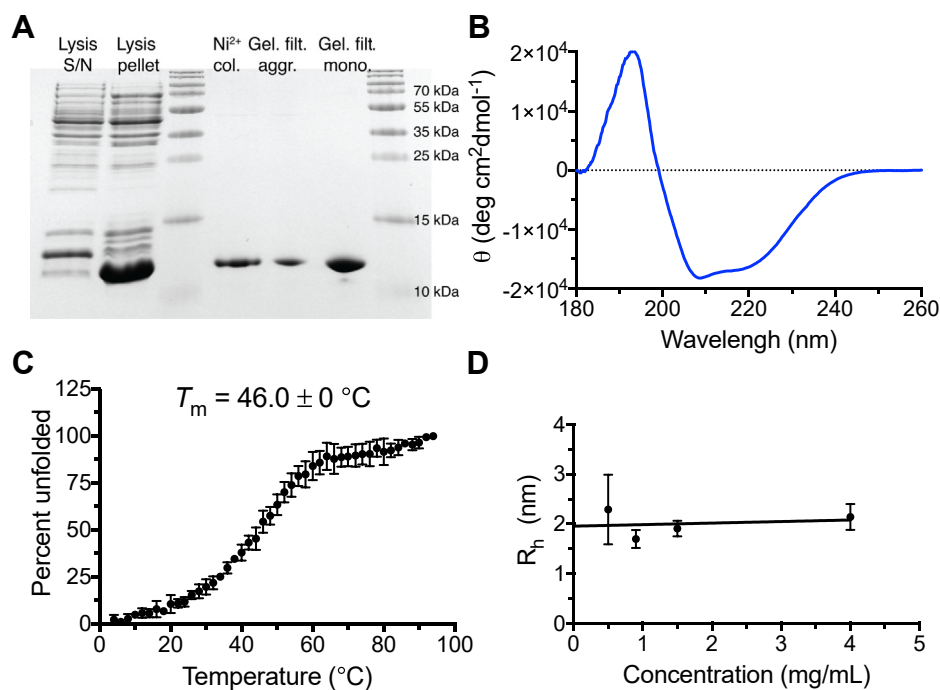 A
Lysis S/N
Lysis pellet
Ni²⁺ col.
Gel. filt. aggr.
Gel. filt. mono.
70 kDa
55 kDa
35 kDa
25 kDa
15 kDa
10 kDa
B
2×10⁴
1×10⁴
0
-1×10⁴
-2×10⁴
θ (deg cm²dmol⁻¹)
180 200 220 240 260
Wavelengh (nm)
C
Tm = 46.0 ± 0 °C
125
100
75
50
25
0
Percent unfolded
0 20 40 60 80 100
Temperature (°C)
D
4
3
2
1
0
Rh (nm)
0 1 2 3 4 5
Concentration (mg/mL)